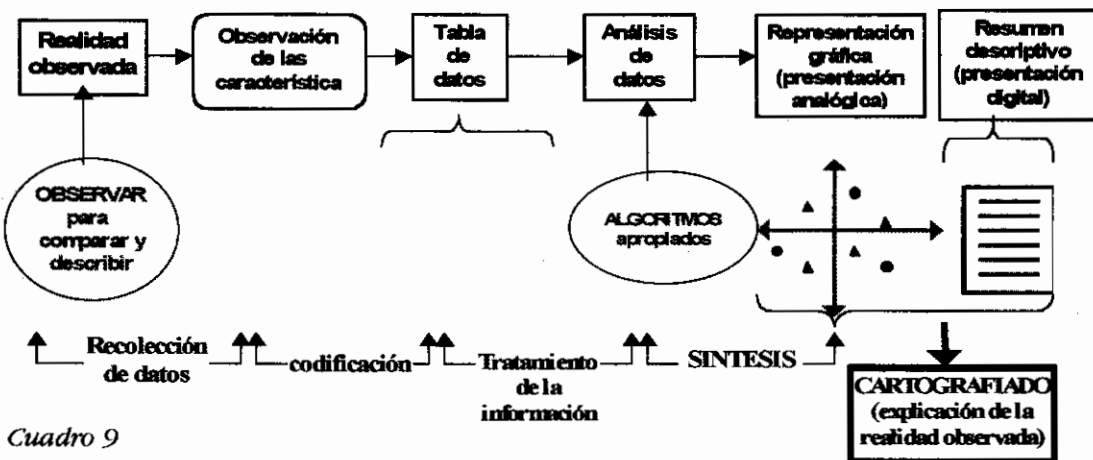 Realidad
observada
Observación
de las
característica
Tabla
de
datos
Análisis
de
datos
Representación
gráfica
(presentación
analógica)
Resumen
descriptivo
(presentación
digital)
OBSERVAR
para
comparar y
describir
ALGORITMOS
apropiados
Recolección
de datos
codificación
Tratamiento
de la
información
SINTESIS
CARTOGRAFIADO
(explicación de la
realidad observada)
Cuadro 9